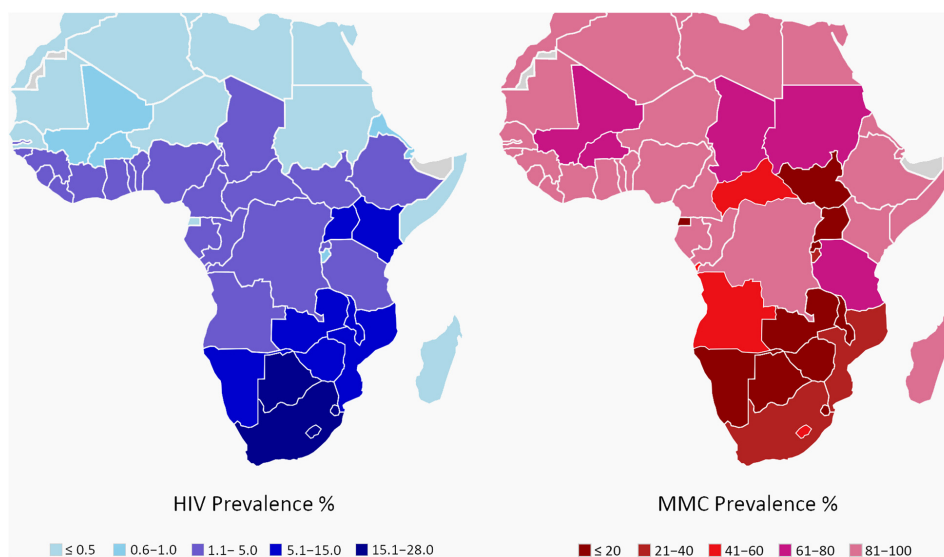 HIV Prevalence %
≤ 0.5 0.6–1.0 1.1– 5.0 5.1–15.0 15.1–28.0
MMC Prevalence %
≤ 20 21–40 41–60 61–80 81–100